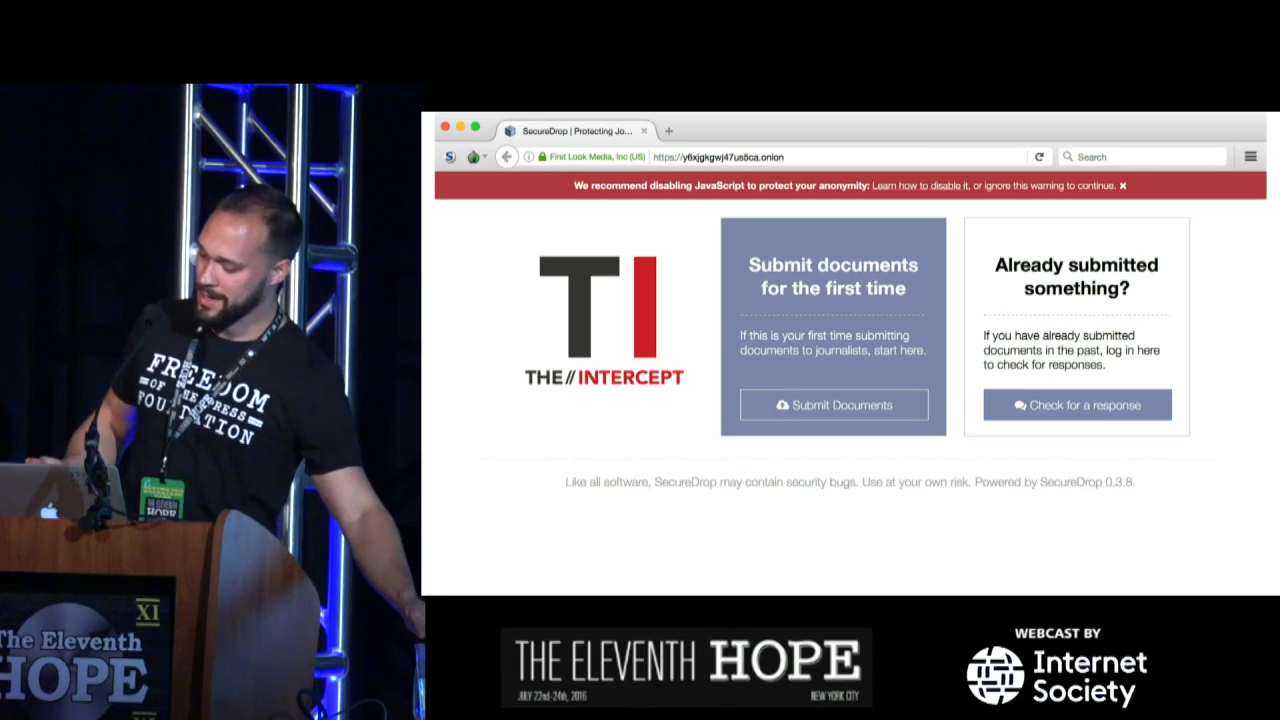 SecureDrop | Protecting Jo...
First Look Media, Inc (US)
https://y6xjgkgwj47us5ca.onion
Search
We recommend disabling JavaScript to protect your anonymity: Learn how to disable it, or ignore this warning to continue.
TI
THE//INTERCEPT
Submit documents
for the first time
If this is your first time submitting
documents to journalists, start here.
Submit Documents
Already submitted
something?
If you have already submitted
documents in the past, log in here
to check for responses.
Check for a response
Like all software, SecureDrop may contain security bugs. Use at your own risk. Powered by SecureDrop 0.3.8.
FREEDOM
OF THE PRESS
FOUNDATION
THE ELEVENTH
HOPE
XI
The Eleventh
HOPE
THE ELEVENTH HOPE
JULY 22nd-24th, 2016
NEW YORK CITY
WEBCAST BY
Internet
Society